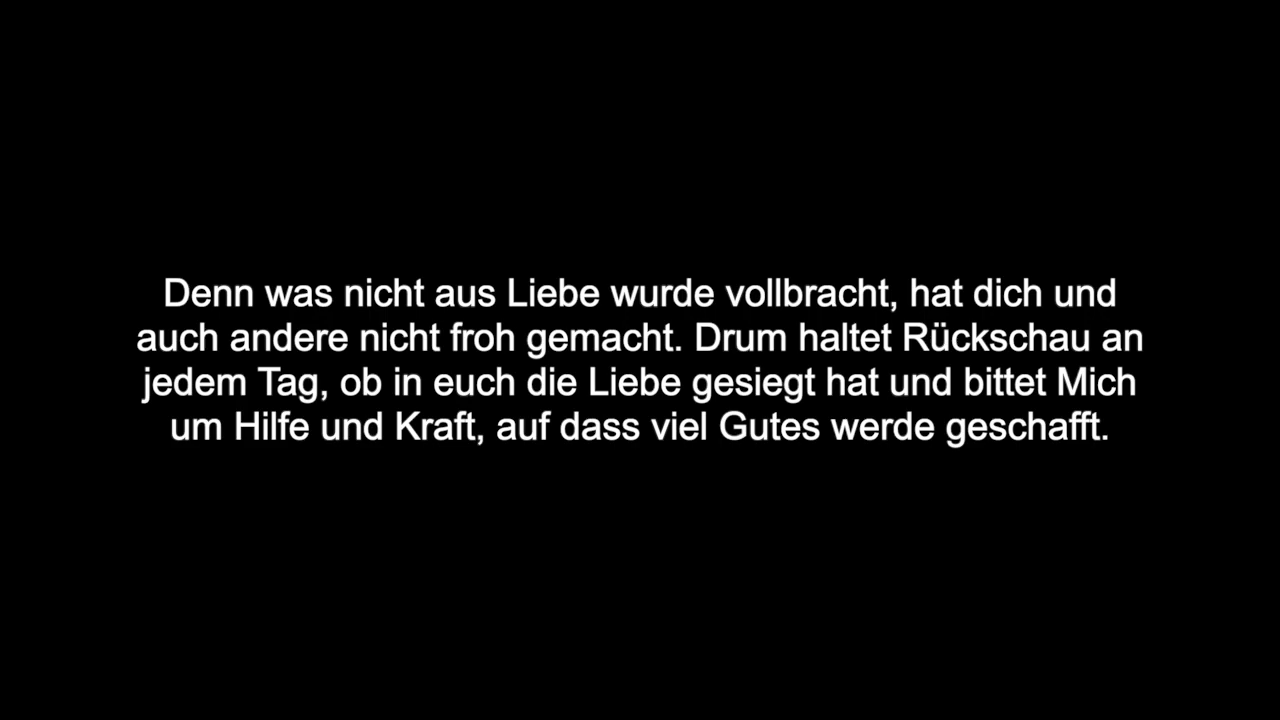 Denn was nicht aus Liebe wurde vollbracht, hat dich und
auch andere nicht froh gemacht. Drum haltet Rückschau an
jedem Tag, ob in euch die Liebe gesiegt hat und bittet Mich
um Hilfe und Kraft, auf dass viel Gutes werde geschafft.